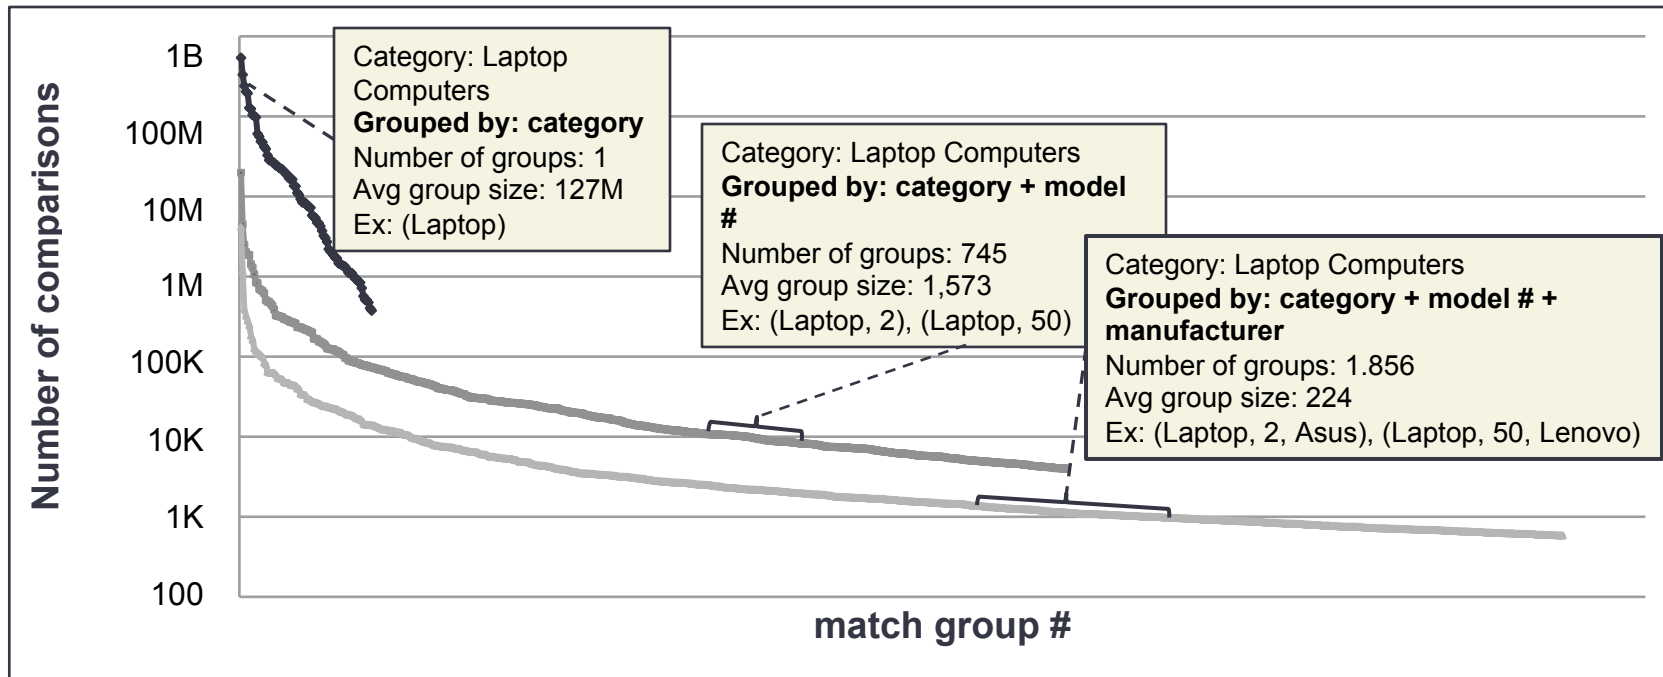 Number of comparisons
1B
100M
10M
1M
100K
10K
1K
100
Category: Laptop
Computers
Grouped by: category
Number of groups: 1
Avg group size: 127M
Ex: (Laptop)
Category: Laptop Computers
Grouped by: category + model
#
Number of groups: 745
Avg group size: 1,573
Ex: (Laptop, 2), (Laptop, 50)
Category: Laptop Computers
Grouped by: category + model # +
manufacturer
Number of groups: 1.856
Avg group size: 224
Ex: (Laptop, 2, Asus), (Laptop, 50, Lenovo)
match group #